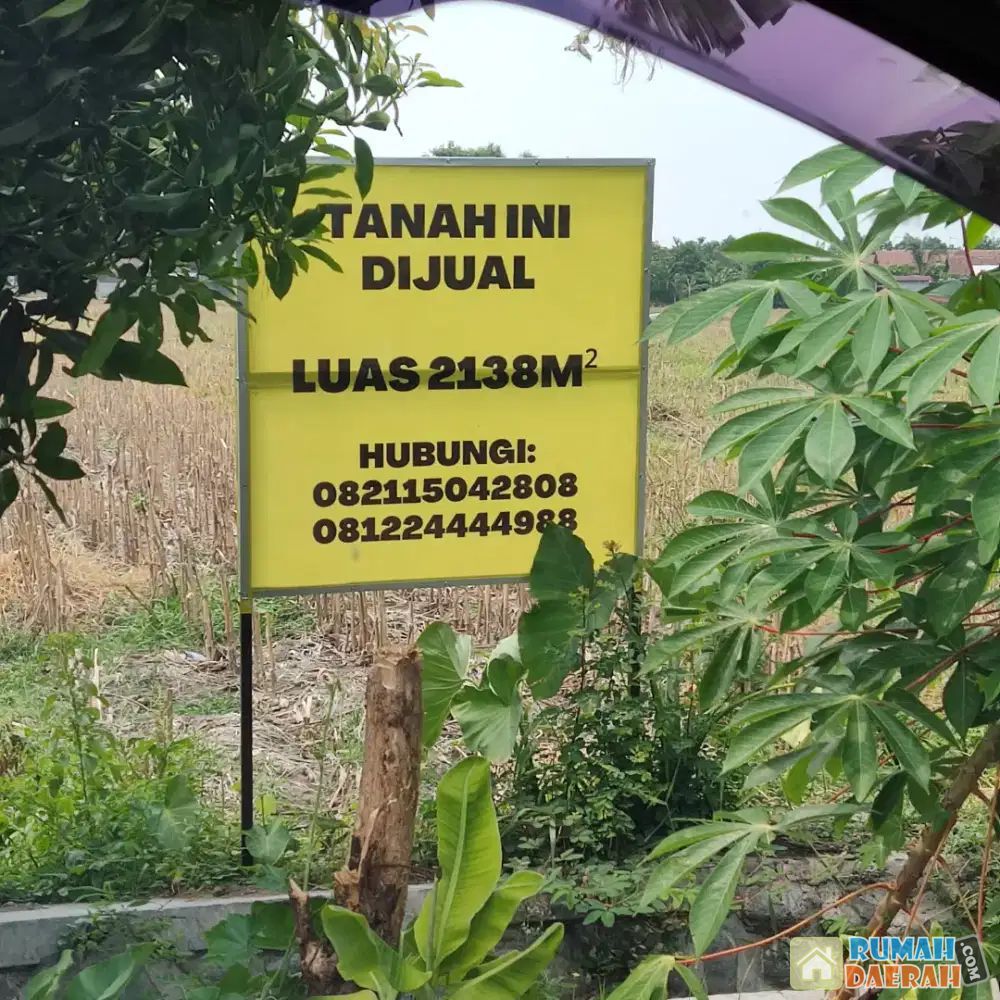 TANAH INI
DIJUAL
LUAS 2138M²
HUBUNGI:
082115042808
081224444988
RUMAH
DAERAH.COM